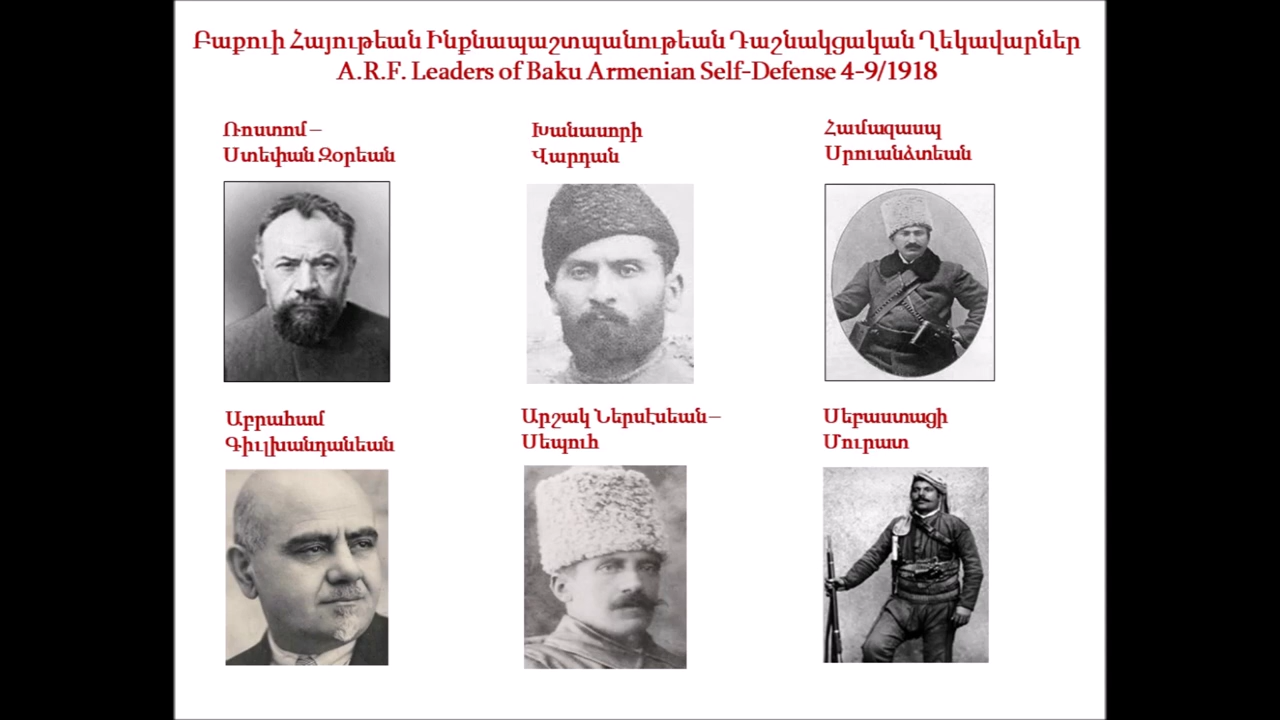 Բաքուի Հայութեան Ինքնապաշտպանութեան Դաշնակցական Ղեկավարներ
A.R.F. Leaders of Baku Armenian Self-Defense 4-9/1918
Ռոստոմ –
Ստեփան Զօրեան
Խանասորի
Վարդան
Համազասպ
Սրուանձտեան
Աբրահամ
Գիւլխանդանեան
Արշակ Ներսէսեան –
Սեպուհ
Սեբաստացի
Մուրատ